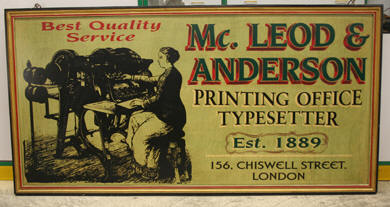 Best Quality
Service
Mc. LEOD &
ANDERSON
PRINTING OFFICE
TYPESETTER
Est. 1889
156, CHISWELL STREET.
LONDON